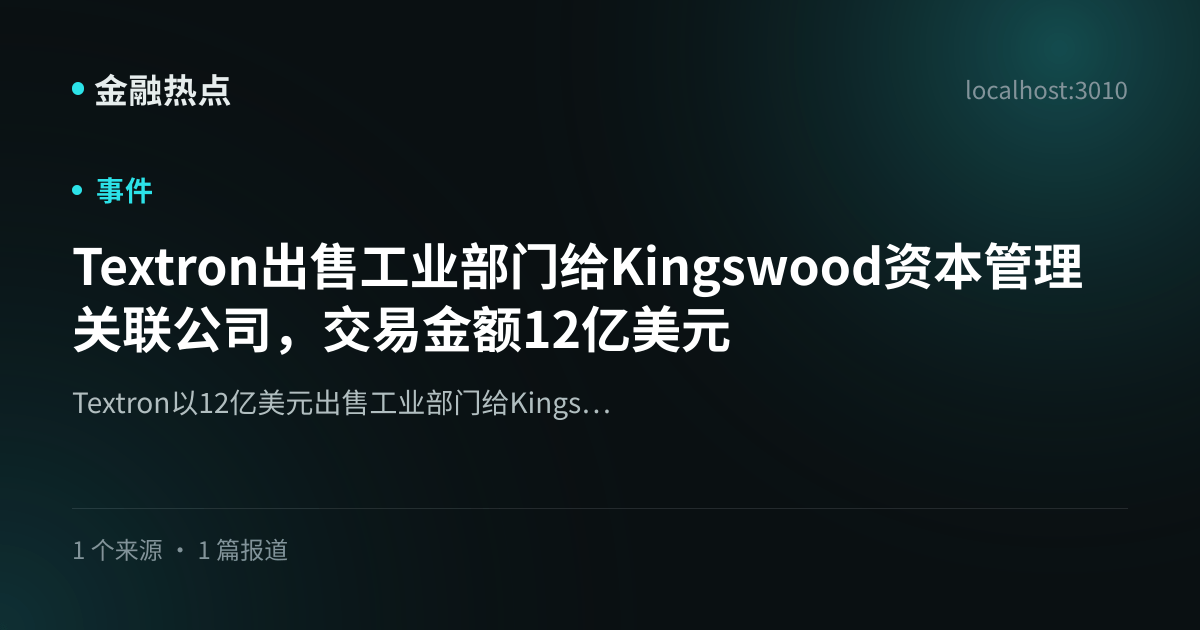 金融热点
localhost:3010
事件
Textron出售工业部门给Kingswood资本管理
关联公司，交易金额12亿美元
Textron以12亿美元出售工业部门给Kings…
1 个来源 · 1 篇报道